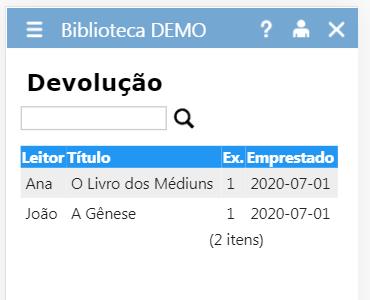 Biblioteca DEMO ?
Devolução
Leitor Título Ex. Emprestado
Ana O Livro dos Médiuns 1 2020-07-01
João A Gênese 1 2020-07-01
(2 itens)